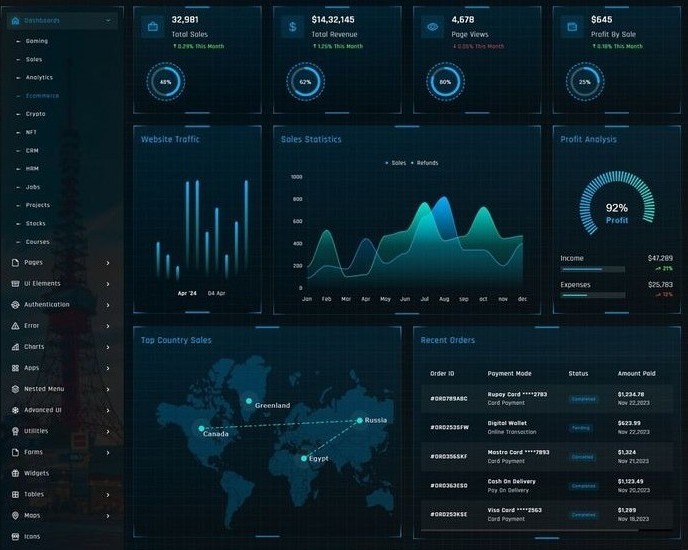 Dashboards
Gaming
Sales
Analytics
Ecommerce
Crypto
NFT
CRM
HRM
Jobs
Projects
Stocks
Courses
Pages
UI Elements
Authentication
Error
Charts
Apps
Nested Menu
Advanced UI
Utilities
Forms
Widgets
Tables
Maps
Icons
32,981
Total Sales
↑ 0.29% This Month
48%
$14,32,145
Total Revenue
↑ 1.25% This Month
62%
4,678
Page Views
↓ 0.05% This Month
80%
$645
Profit By Sale
↑ 0.18% This Month
25%
Website Traffic
Apr '24 04 Apr
Sales Statistics
Sales Refunds
1000
800
600
400
200
0
Jan Feb Mar Apr May Jun Jul Aug sep oct nov dec
Profit Analysis
92%
Profit
Income $47,289
21%
Expenses $25,783
12%
Top Country Sales
Greenland
Russia
Canada
Egypt
Recent Orders
Order ID Payment Mode Status Amount Paid
#ORD789ABC Rupay Card ****2783 Completed $1,234.78
Card Payment Nov 22,2023
Digital Wallet Pending $623.99
Online Transaction Nov 22,2023
Mastro Card ****7893 Completed $1,324
Card Payment Nov 21,2023
Cash On Delivery Completed $1,123.49
Pay On Delivery Nov 20,2023
Visa Card ****2563 Completed $1,289
Card Payment Nov 18,2023